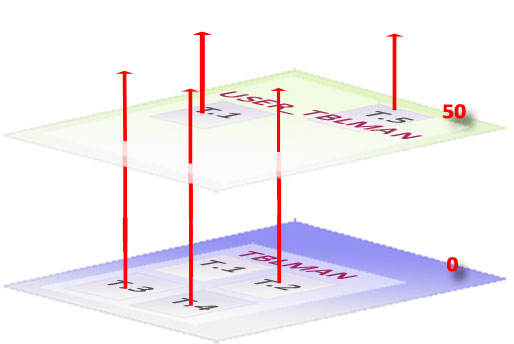 USER_TBLMAN
T.1
T.5
50
TBLMAN
0
T.1
T.3
T.2
T.4